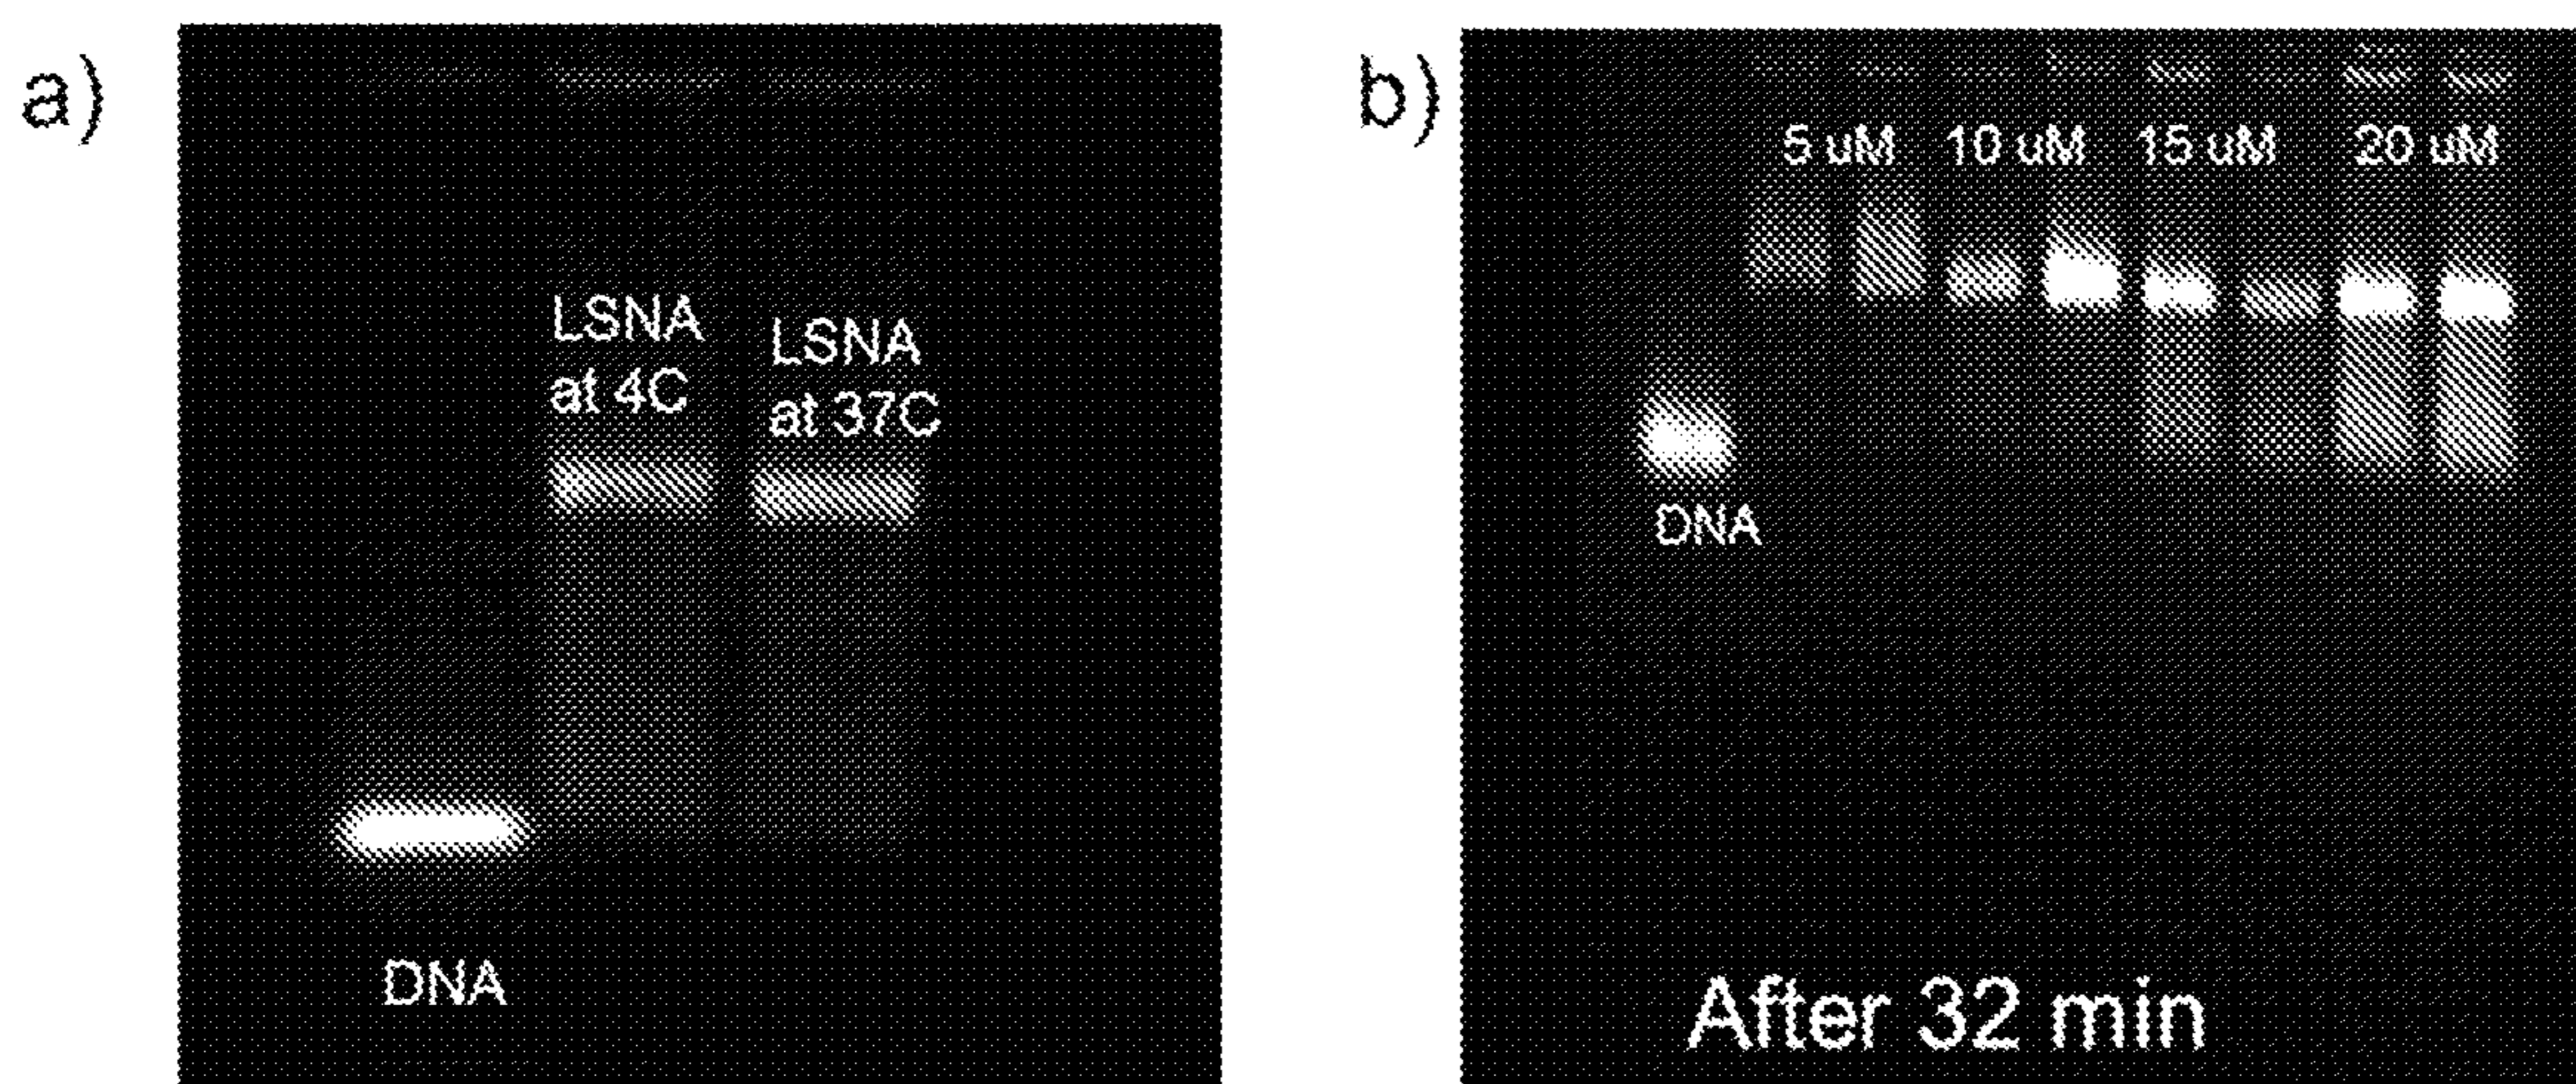 a)
LSNA
at 4C
LSNA
at 37C
DNA
b)
5 uM 10 uM 15 uM 20 uM
DNA
After 32 min